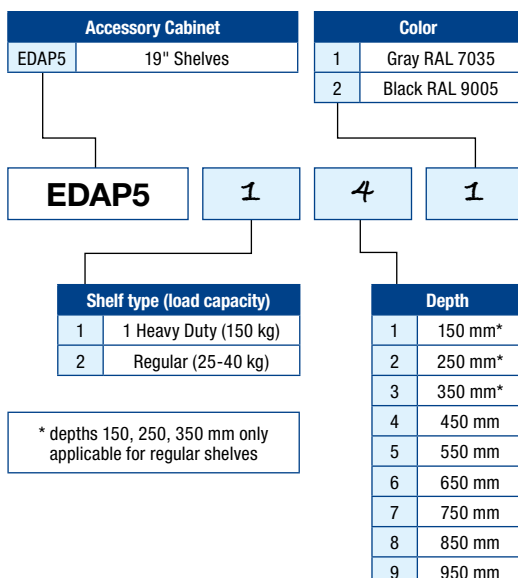 Accessory Cabinet
EDAP5 19" Shelves
Color
1 Gray RAL 7035
2 Black RAL 9005
EDAP5 1 4 1
Shelf type (load capacity)
1 1 Heavy Duty (150 kg)
2 Regular (25-40 kg)
* depths 150, 250, 350 mm only
applicable for regular shelves
Depth
1 150 mm*
2 250 mm*
3 350 mm*
4 450 mm
5 550 mm
6 650 mm
7 750 mm
8 850 mm
9 950 mm